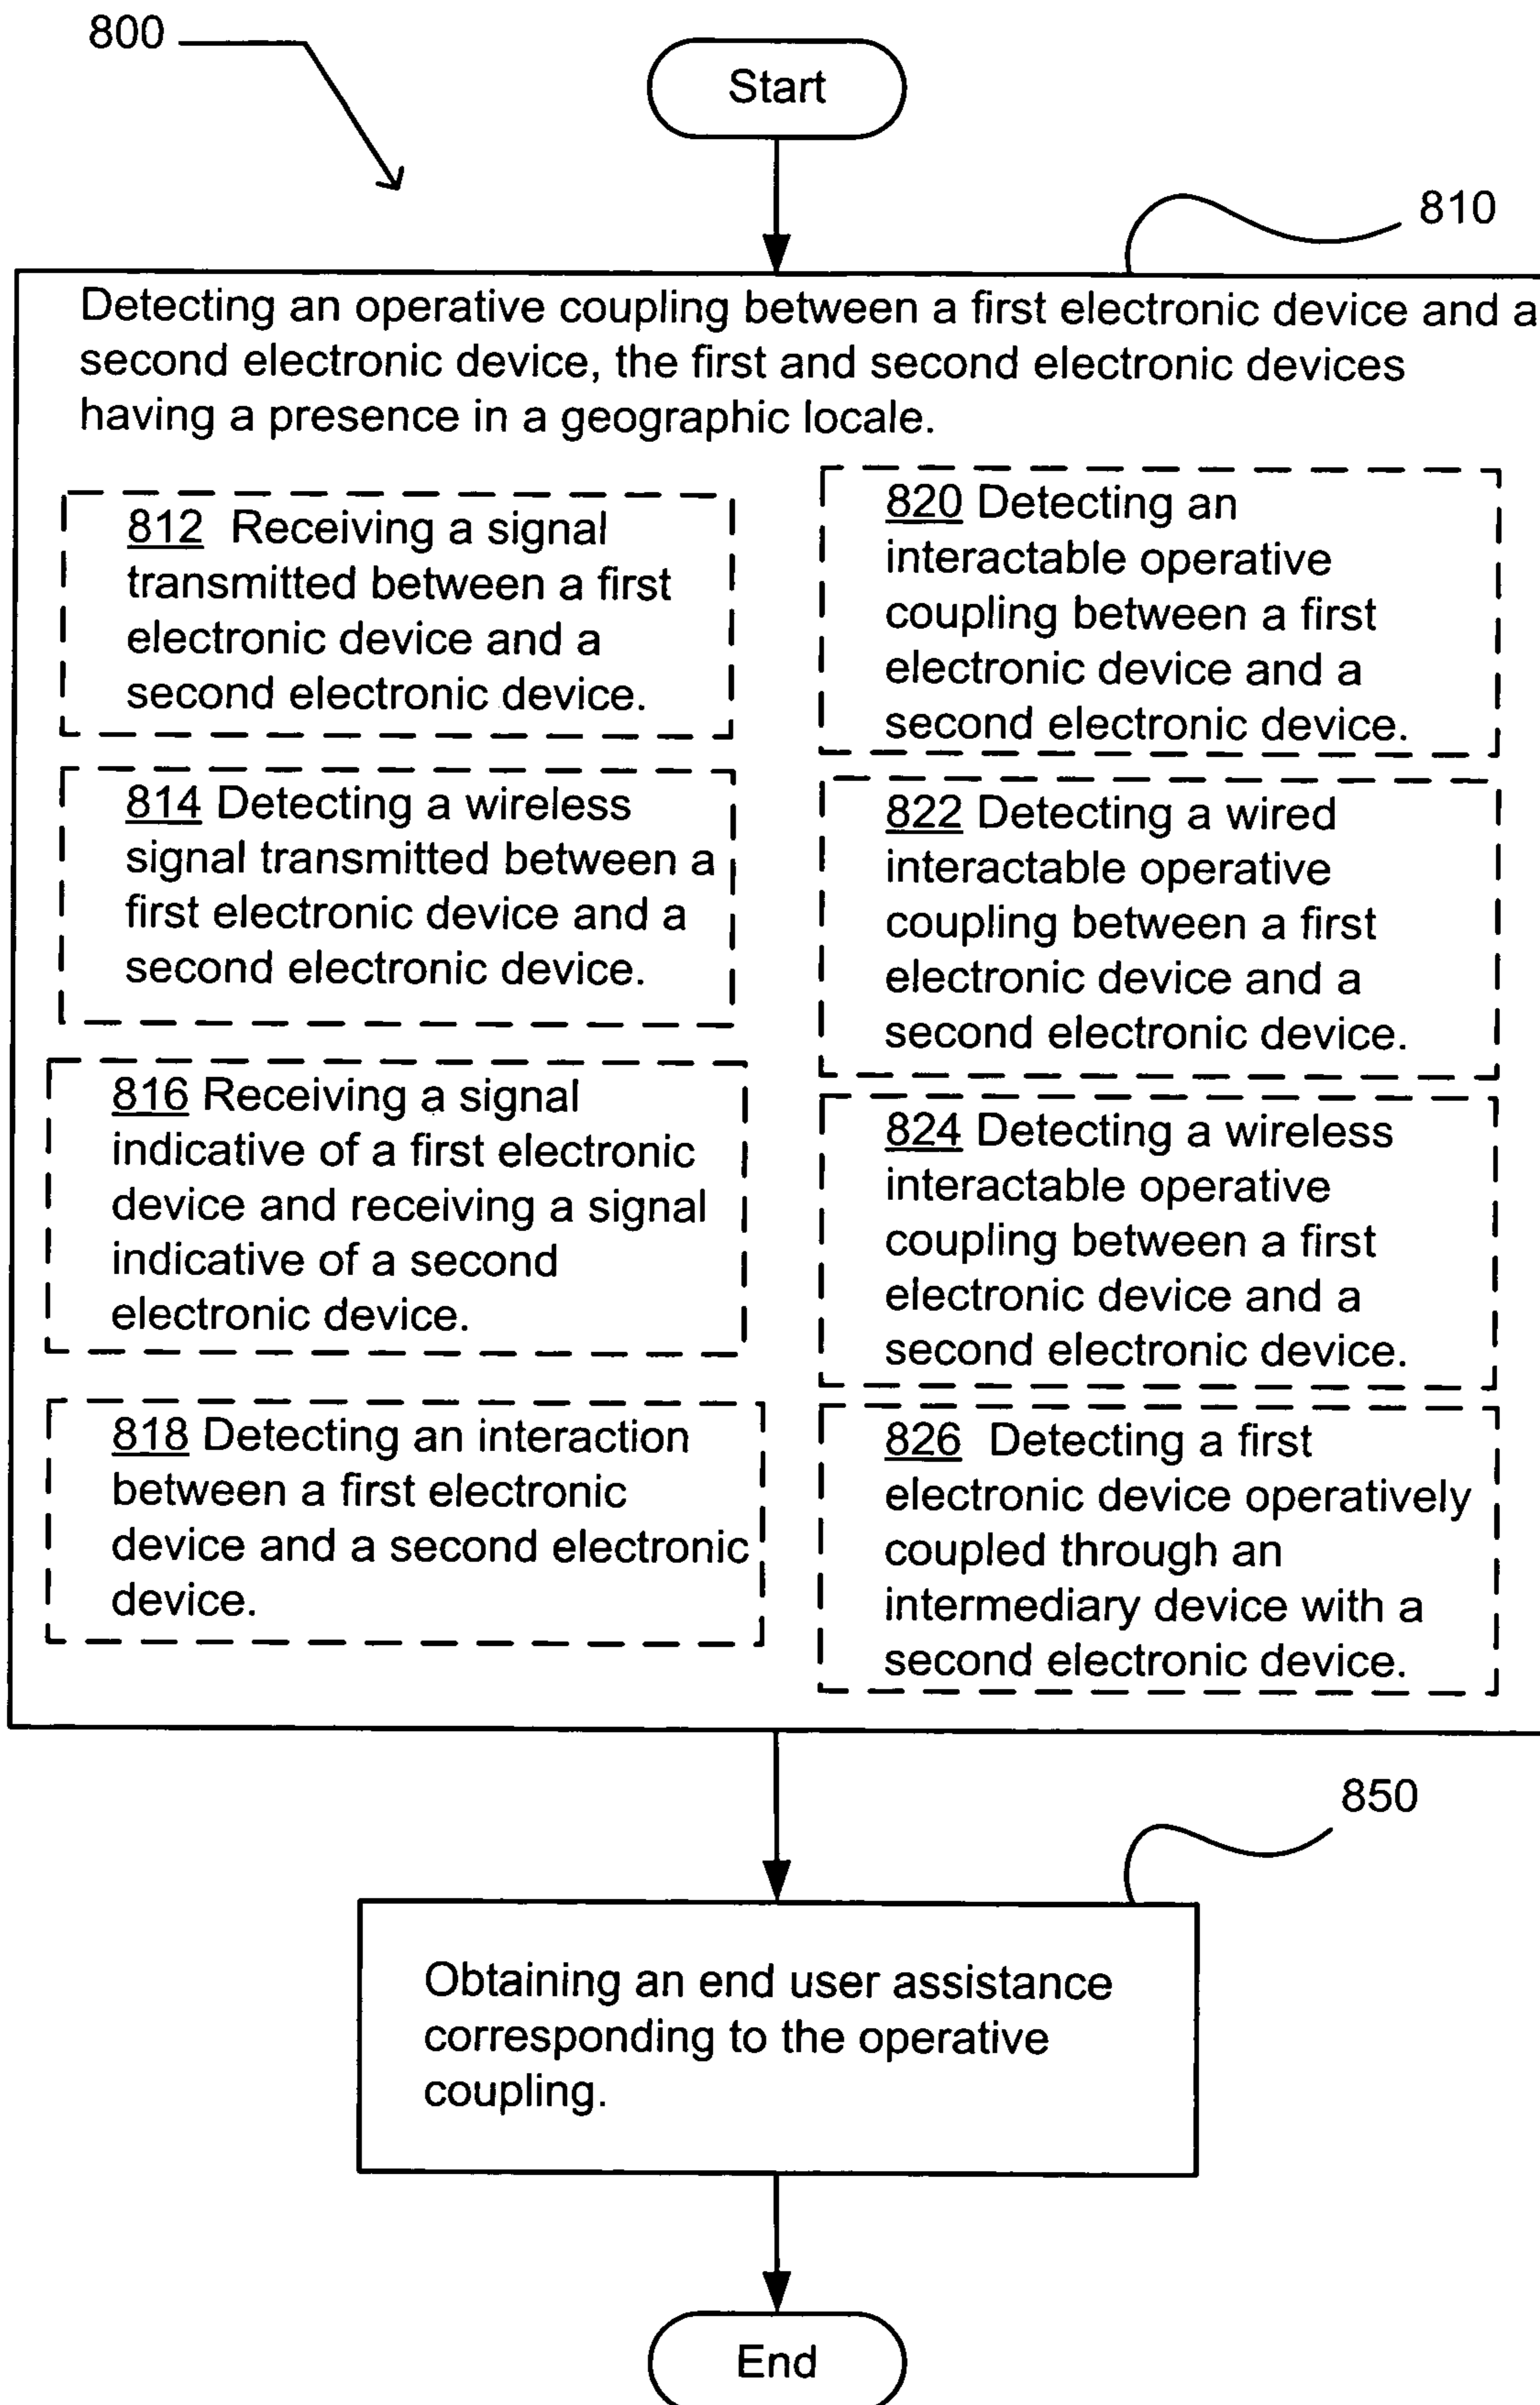 800
Start
810
Detecting an operative coupling between a first electronic device and a
second electronic device, the first and second electronic devices
having a presence in a geographic locale.
812 Receiving a signal
transmitted between a first
electronic device and a
second electronic device.
814 Detecting a wireless
signal transmitted between a
first electronic device and a
second electronic device.
816 Receiving a signal
indicative of a first electronic
device and receiving a signal
indicative of a second
electronic device.
818 Detecting an interaction
between a first electronic
device and a second electronic
device.
820 Detecting an
interactable operative
coupling between a first
electronic device and a
second electronic device.
822 Detecting a wired
interactable operative
coupling between a first
electronic device and a
second electronic device.
824 Detecting a wireless
interactable operative
coupling between a first
electronic device and a
second electronic device.
826 Detecting a first
electronic device operatively
coupled through an
intermediary device with a
second electronic device.
850
Obtaining an end user assistance
corresponding to the operative
coupling.
End